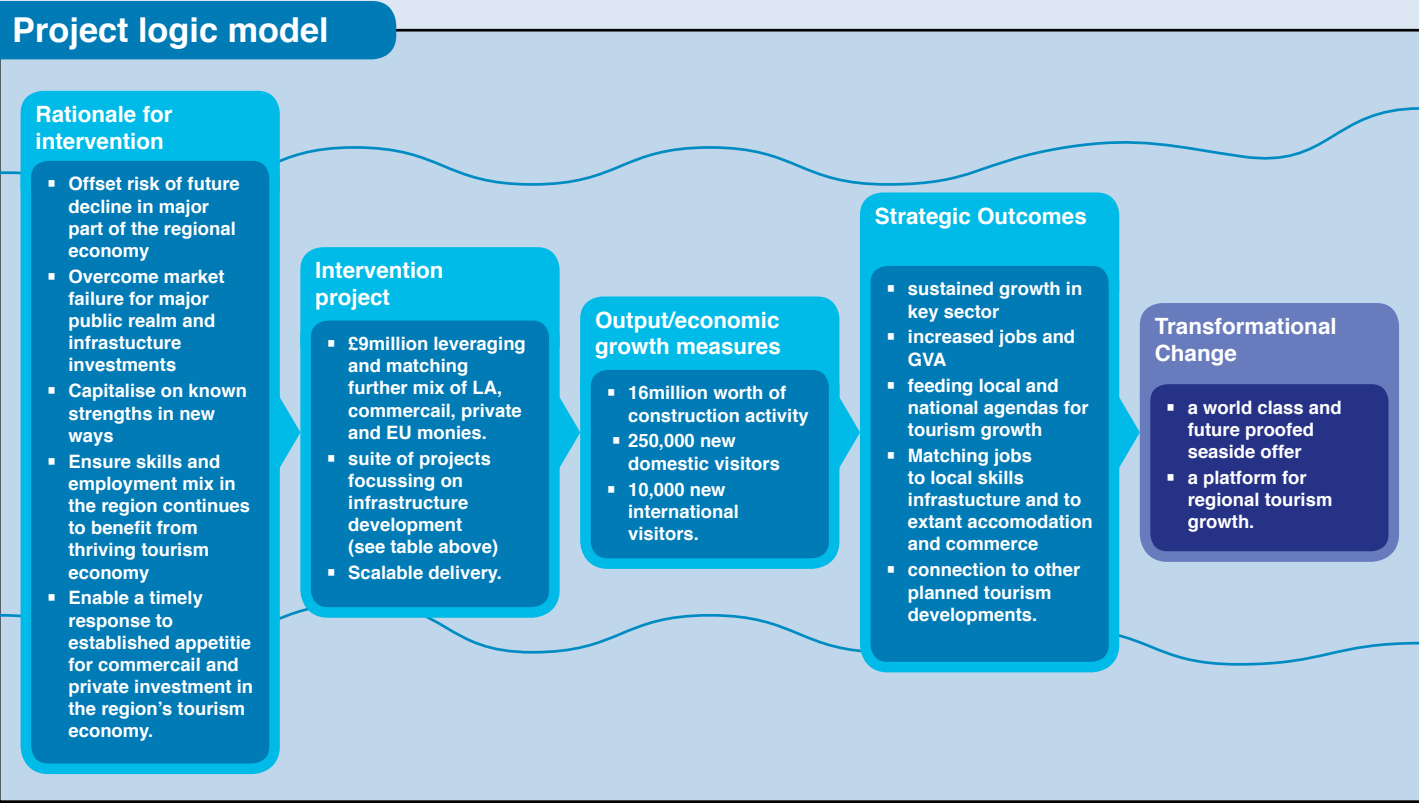 Project logic model
Rationale for
intervention
▪ Offset risk of future
decline in major
part of the regional
economy
▪ Overcome market
failure for major
public realm and
infrastucture
investments
▪ Capitalise on known
strengths in new
ways
▪ Ensure skills and
employment mix in
the region continues
to benefit from
thriving tourism
economy
▪ Enable a timely
response to
established appetitie
for commercail and
private investment in
the region's tourism
economy.
Intervention
project
▪ £9million leveraging
and matching
further mix of LA,
commercail, private
and EU monies.
▪ suite of projects
focussing on
infrastructure
development
(see table above)
▪ Scalable delivery.
Output/economic
growth measures
▪ 16million worth of
construction activity
▪ 250,000 new
domestic visitors
▪ 10,000 new
international
visitors.
Strategic Outcomes
▪ sustained growth in
key sector
▪ increased jobs and
GVA
▪ feeding local and
national agendas for
tourism growth
▪ Matching jobs
to local skills
infrastucture and to
extant accomodation
and commerce
▪ connection to other
planned tourism
developments.
Transformational
Change
▪ a world class and
future proofed
seaside offer
▪ a platform for
regional tourism
growth.